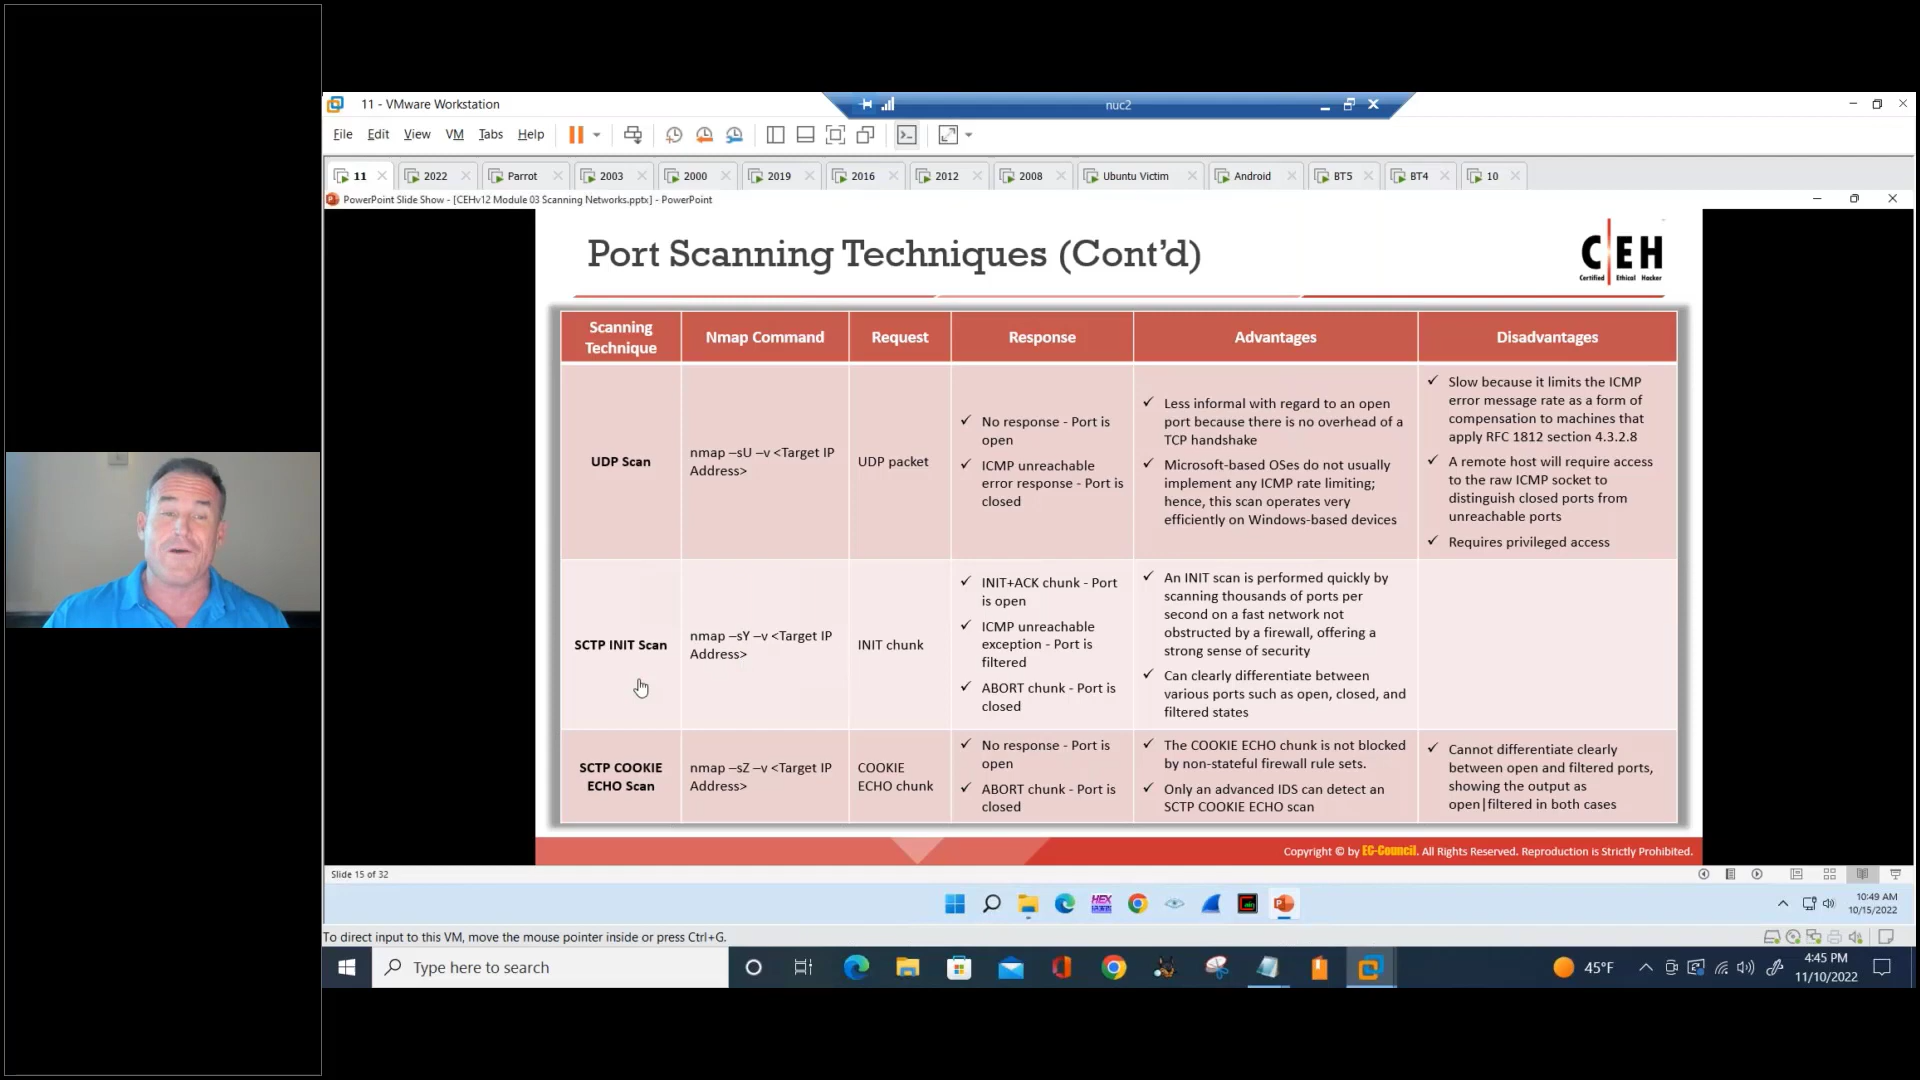 11 - VMware Workstation
nuc2
File Edit View VM Tabs Help
11 2022 Parrot 2003 2000 2019 2016 2012 2008 Ubuntu Victim Android BT5 BT4 10
PowerPoint Slide Show - [CEHv12 Module 03 Scanning Networks.pptx] - PowerPoint
Port Scanning Techniques (Cont'd)
C|EH
Certified Ethical Hacker
Scanning
Technique
Nmap Command
Request
Response
Advantages
Disadvantages
UDP Scan
nmap –sU –v <Target IP
Address>
UDP packet
✓ No response - Port is
open
✓ ICMP unreachable
error response - Port is
closed
✓ Less informal with regard to an open
port because there is no overhead of a
TCP handshake
✓ Microsoft-based OSes do not usually
implement any ICMP rate limiting;
hence, this scan operates very
efficiently on Windows-based devices
✓ Slow because it limits the ICMP
error message rate as a form of
compensation to machines that
apply RFC 1812 section 4.3.2.8
✓ A remote host will require access
to the raw ICMP socket to
distinguish closed ports from
unreachable ports
✓ Requires privileged access
SCTP INIT Scan
nmap –sY –v <Target IP
Address>
INIT chunk
✓ INIT+ACK chunk - Port
is open
✓ ICMP unreachable
exception - Port is
filtered
✓ ABORT chunk - Port is
closed
✓ An INIT scan is performed quickly by
scanning thousands of ports per
second on a fast network not
obstructed by a firewall, offering a
strong sense of security
✓ Can clearly differentiate between
various ports such as open, closed, and
filtered states
SCTP COOKIE
ECHO Scan
nmap –sZ –v <Target IP
Address>
COOKIE
ECHO chunk
✓ No response - Port is
open
✓ ABORT chunk - Port is
closed
✓ The COOKIE ECHO chunk is not blocked
by non-stateful firewall rule sets.
✓ Only an advanced IDS can detect an
SCTP COOKIE ECHO scan
✓ Cannot differentiate clearly
between open and filtered ports,
showing the output as
open|filtered in both cases
Copyright © by EC-Council. All Rights Reserved. Reproduction is Strictly Prohibited.
Slide 15 of 32
HEX
10:49 AM
10/15/2022
To direct input to this VM, move the mouse pointer inside or press Ctrl+G.
Type here to search
45°F
4:45 PM
11/10/2022